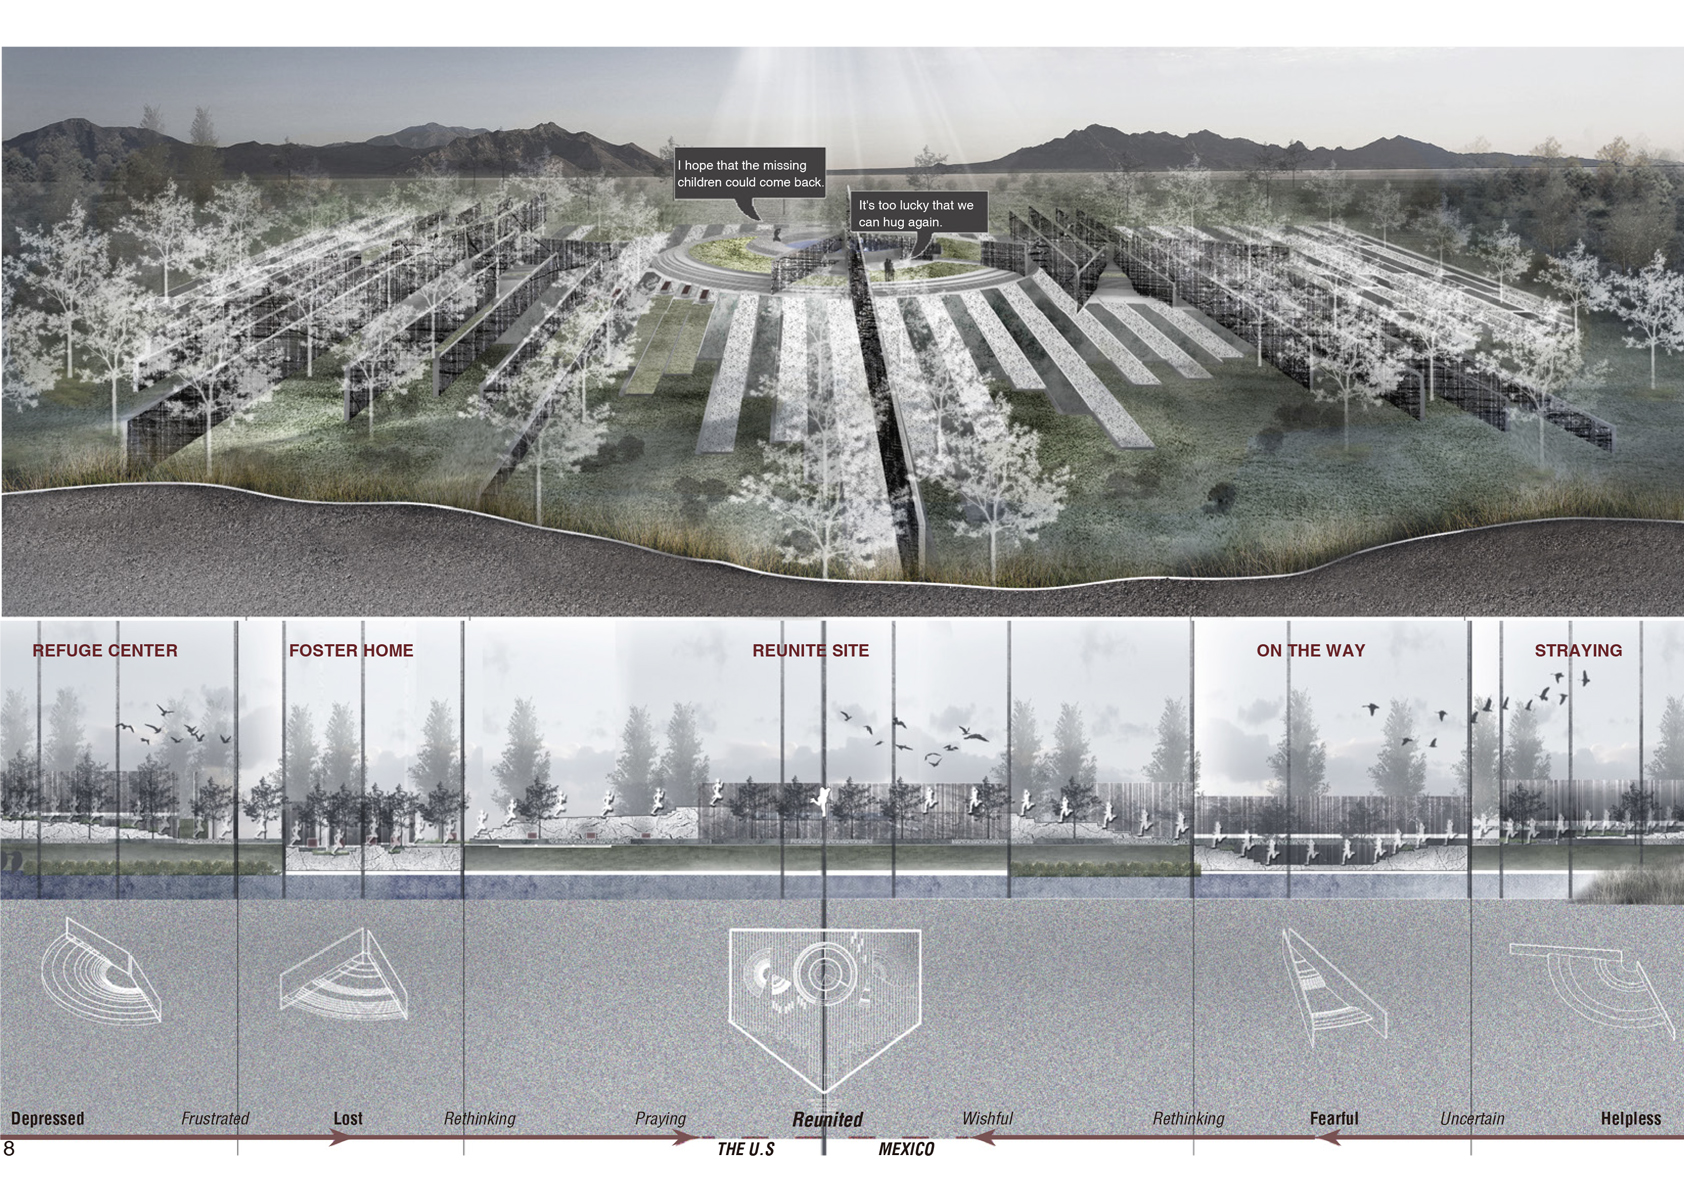 I hope that the missing
children could come back.
It's too lucky that we
can hug again.
REFUGE CENTER
FOSTER HOME
REUNITE SITE
ON THE WAY
STRAYING
Depressed
Frustrated
Lost
Rethinking
Praying
Reunited
Wishful
Rethinking
Fearful
Uncertain
Helpless
THE U.S
MEXICO
8